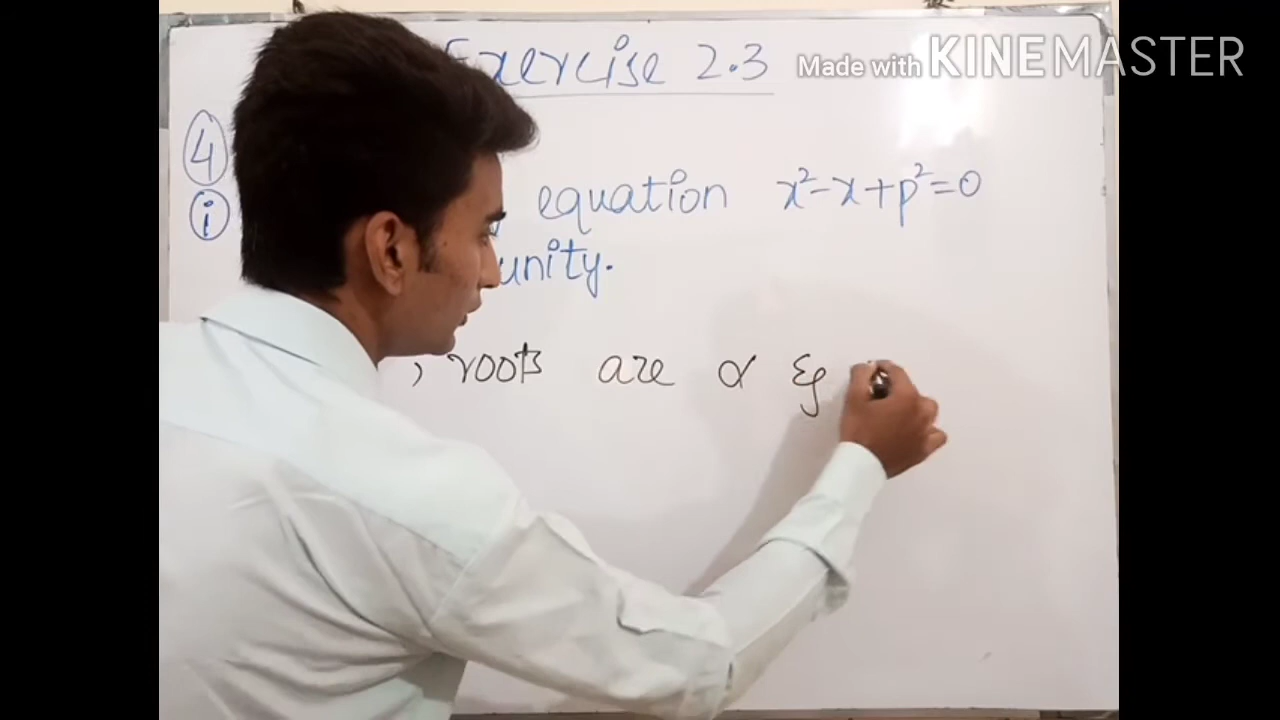 Exercise 2.3
Made with KINEMASTER
4
i equation x²-x+p²=0
unity.
, roots are α &